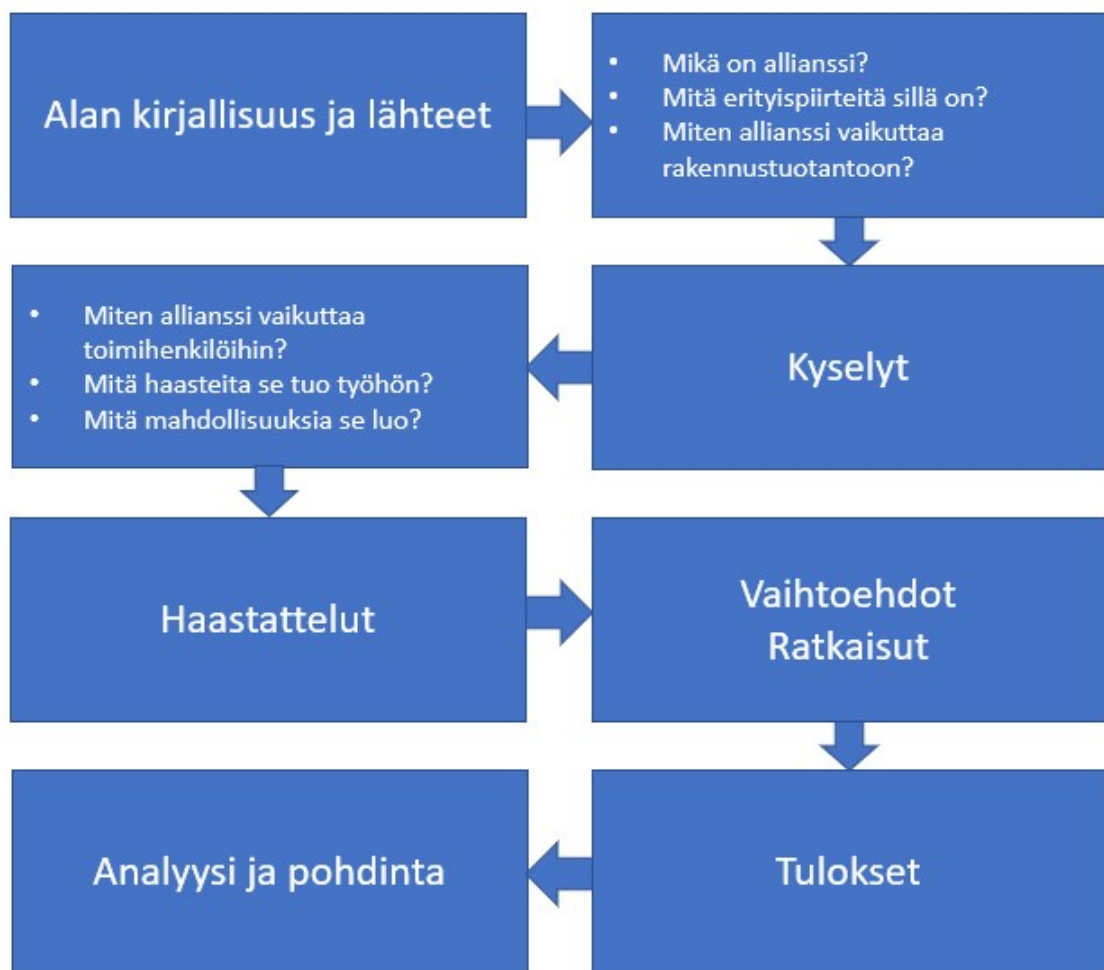 Alan kirjallisuus ja lähteet
• Mikä on allianssi?
• Mitä erityispiirteitä sillä on?
• Miten allianssi vaikuttaa
rakennustuotantoon?
Kyselyt
• Miten allianssi vaikuttaa
toimihenkilöihin?
• Mitä haasteita se tuo työhön?
• Mitä mahdollisuuksia se luo?
Haastattelut
Vaihtoehdot
Ratkaisut
Tulokset
Analyysi ja pohdinta